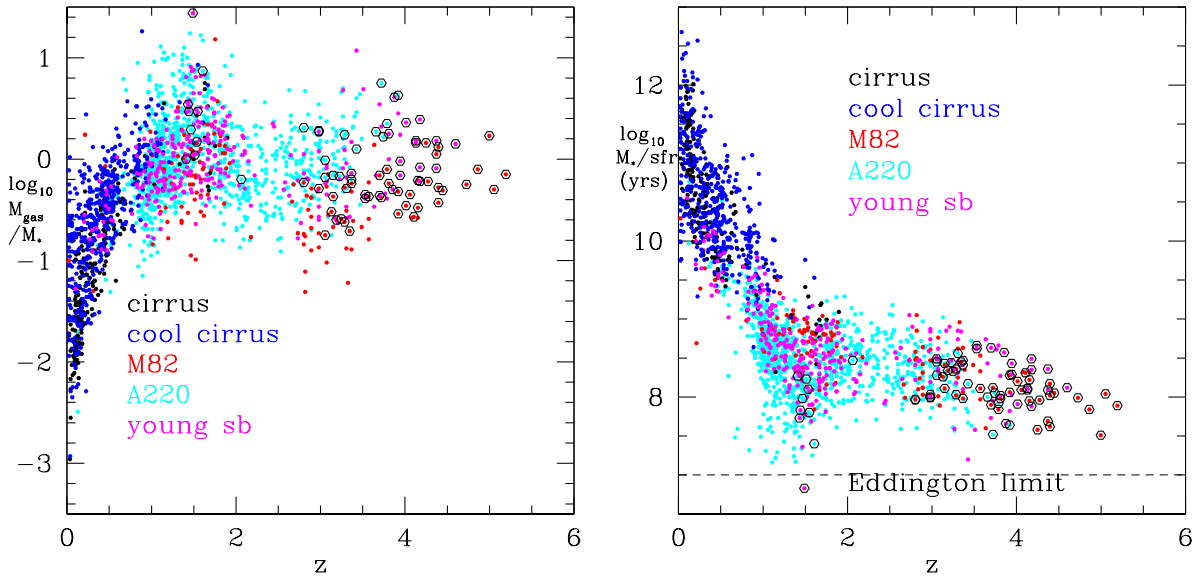 1
0
−1
−2
−3
log10
Mgas
/M*
cirrus
cool cirrus
M82
A220
young sb
0 2 4 6
z
12
10
8
log10
M*/sfr
(yrs)
cirrus
cool cirrus
M82
A220
young sb
Eddington limit
0 2 4 6
z